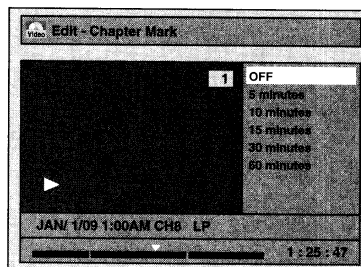 Video Edit - Chapter Mark
1
OFF
5 minutes
10 minutes
15 minutes
30 minutes
60 minutes
JAN/ 1/09 1:00AM CH8 LP
1 : 25 : 47